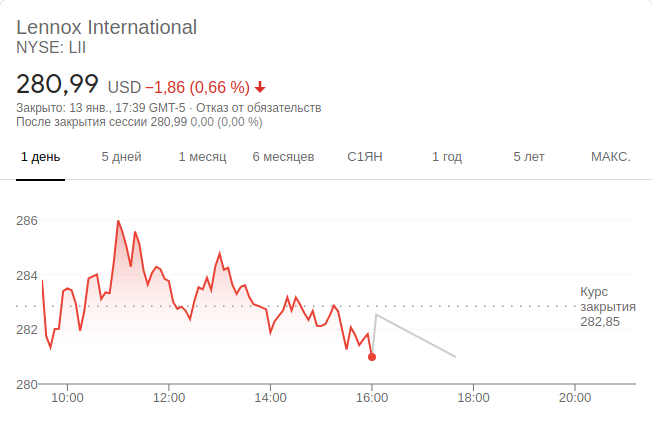 Lennox International
NYSE: LII
280,99 USD −1,86 (0,66 %)
Закрыто: 13 янв., 17:39 GMT-5 · Отказ от обязательств
После закрытия сессии 280,99 0,00 (0,00 %)
1 день 5 дней 1 месяц 6 месяцев С1ЯН 1 год 5 лет МАКС.
286
284
Курс
закрытия
282,85
282
280
10:00 12:00 14:00 16:00 18:00 20:00